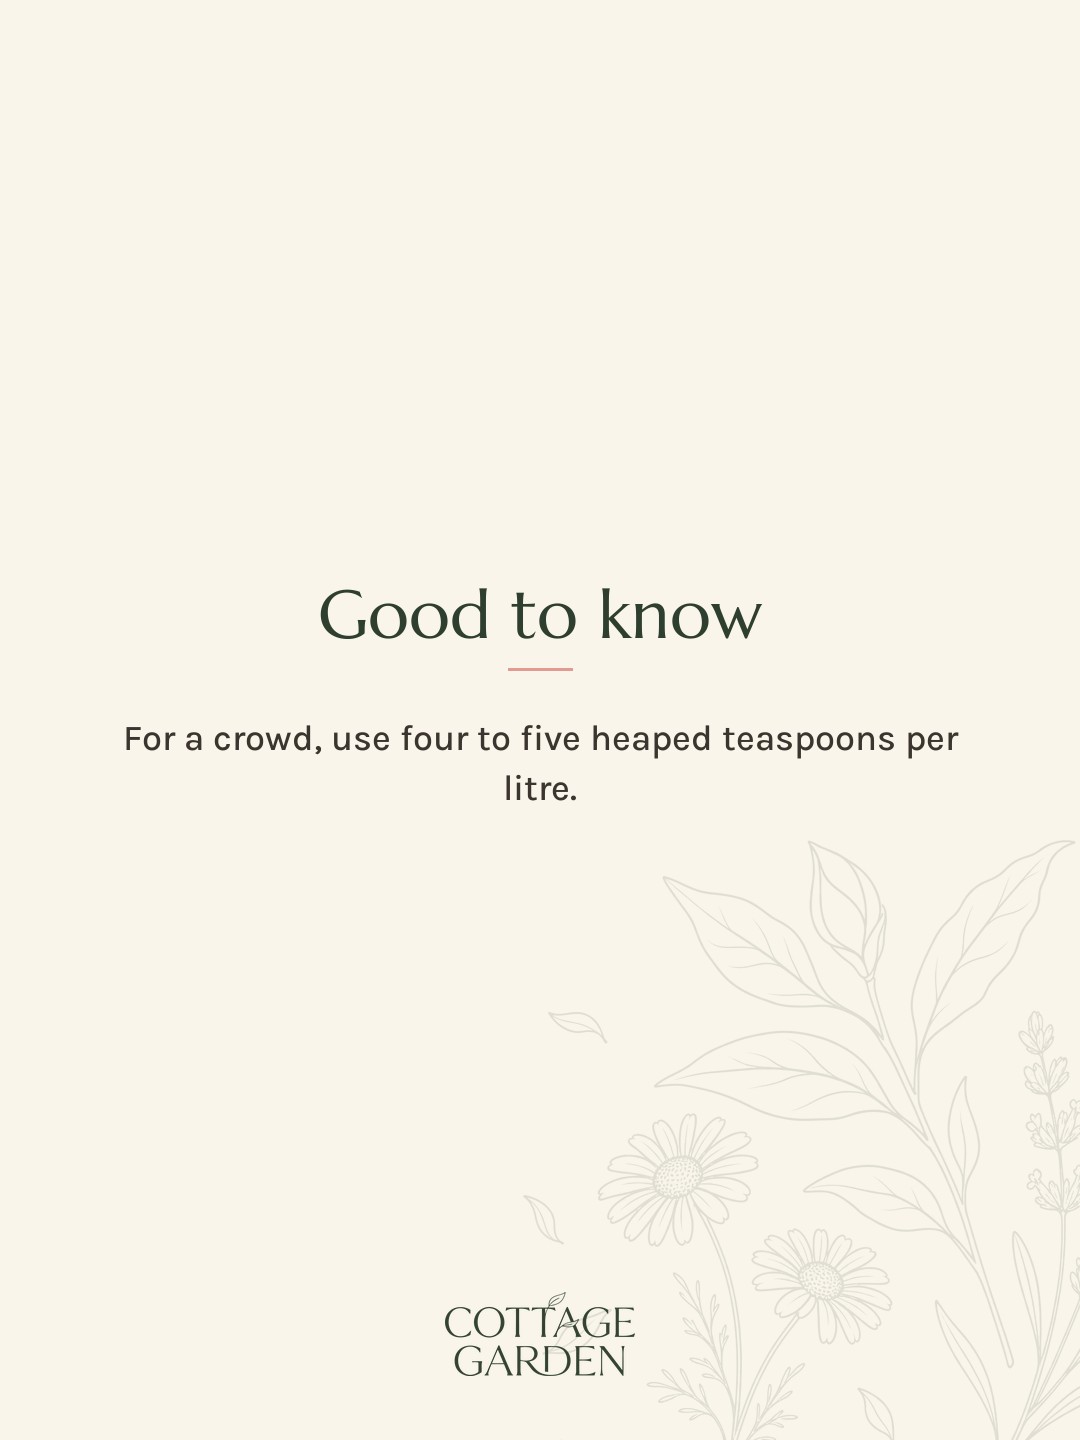 Good to know
For a crowd, use four to five heaped teaspoons per
litre.
COTTAGE
GARDEN